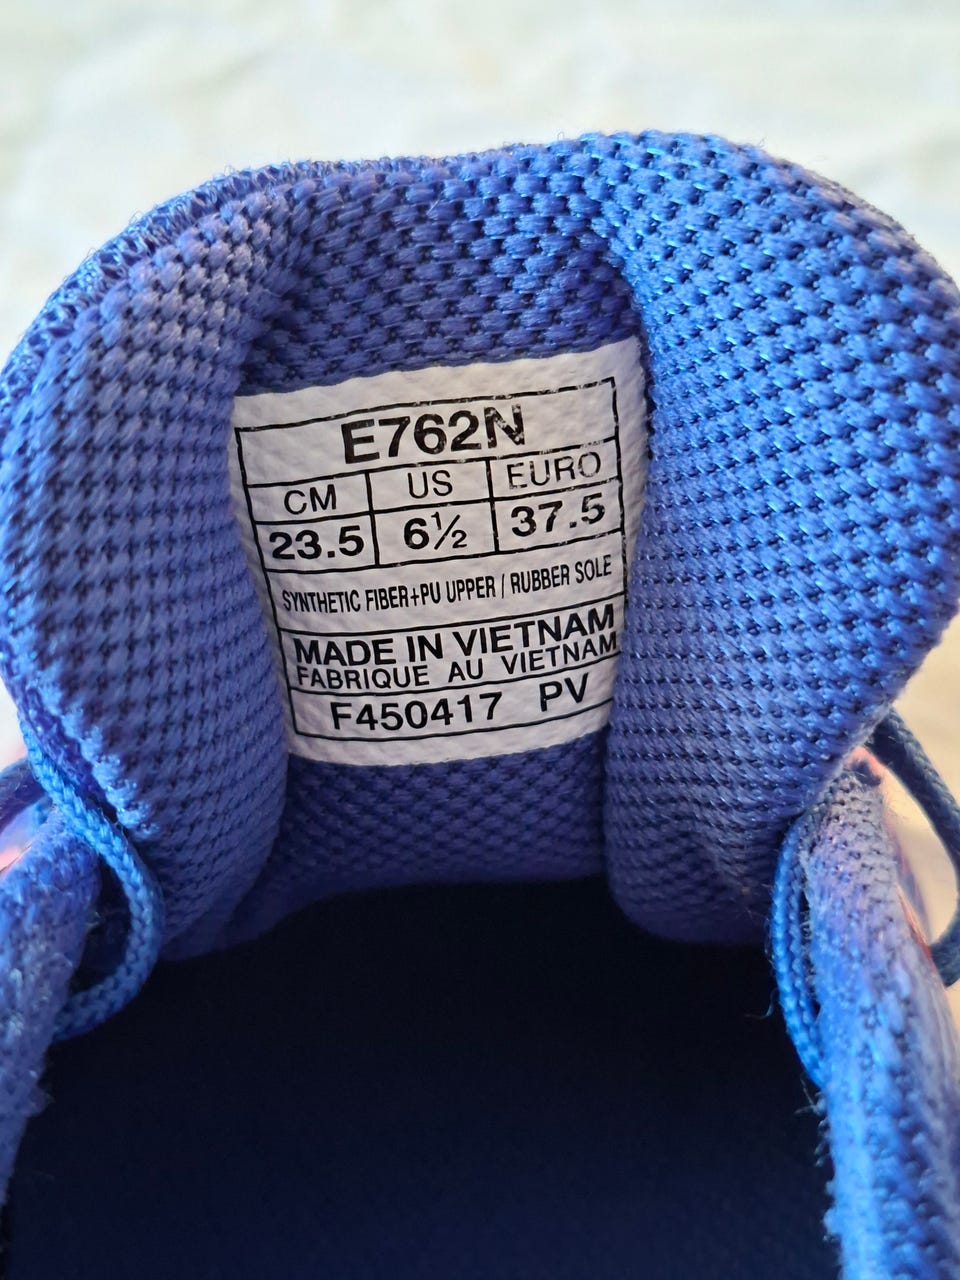 E762N
CM US EURO
23.5 6½ 37.5
SYNTHETIC FIBER+PU UPPER / RUBBER SOLE
MADE IN VIETNAM
FABRIQUE AU VIETNAM
F450417 PV